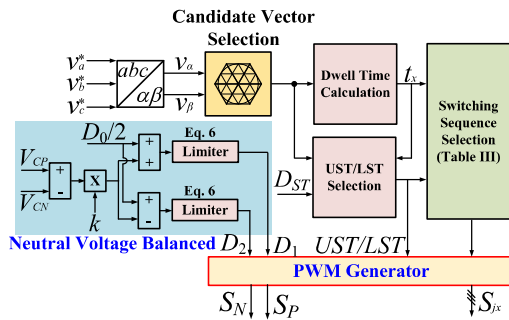 Candidate Vector
Selection
v*a
v*b
v*c
abc
αβ
vα
vβ
Dwell Time
Calculation
tx
Switching
Sequence
Selection
(Table III)
D0/2
Eq. 6
Limiter
+
+
VCP
VCN
+
-
X
k
+
-
Eq. 6
Limiter
Neutral Voltage Balanced
DST
UST/LST
Selection
D2
D1
UST/LST
PWM Generator
SN
SP
Sjx